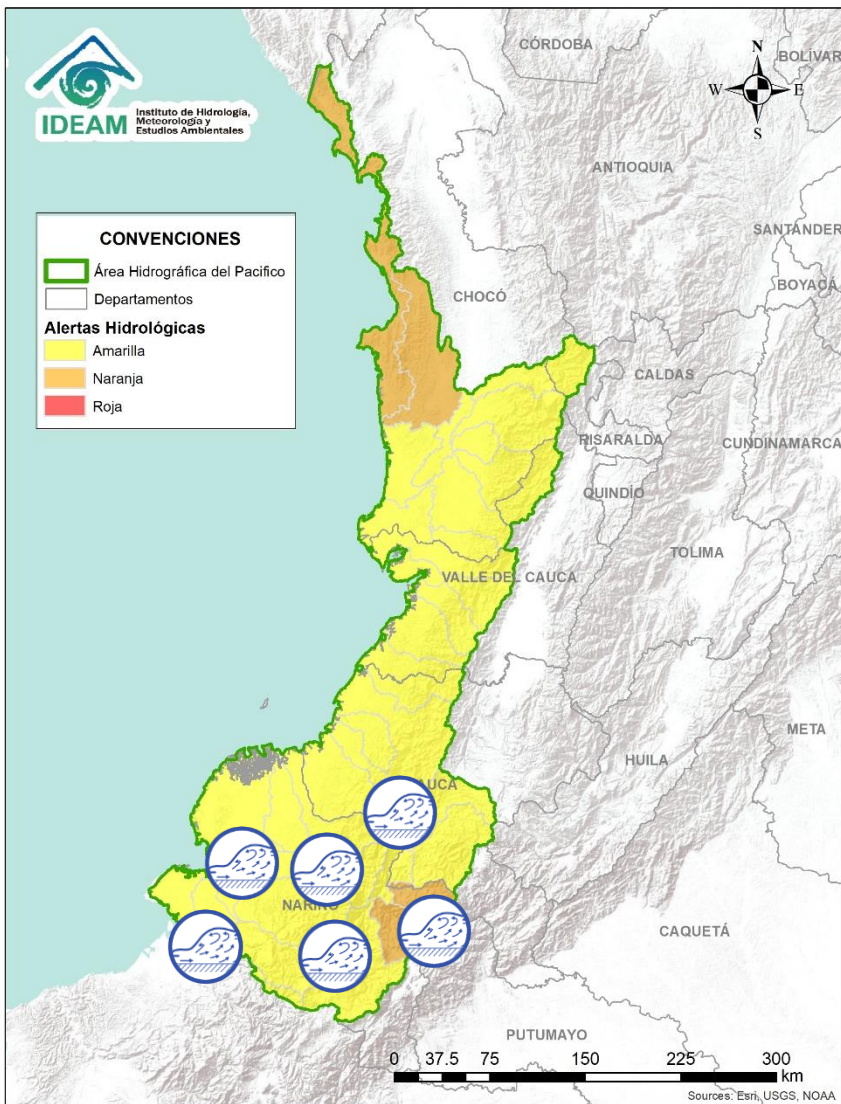 IDEAM
Instituto de Hidrología,
Meteorología y
Estudios Ambientales
CÓRDOBA
BOLÍVAR
N
W
E
S
ANTIOQUIA
SANTANDER
BOYACÁ
CONVENCIONES
Área Hidrográfica del Pacifico
Departamentos
Alertas Hidrológicas
Amarilla
Naranja
Roja
CHOCÓ
CALDAS
RISARALDA
CUNDINAMARCA
QUINDÍO
TOLIMA
VALLE DEL CAUCA
META
HUILA
AUCA
NARIÑO
CAQUETÁ
PUTUMAYO
0 37.5 75 150 225 300
km
Sources: Esri, USGS, NOAA